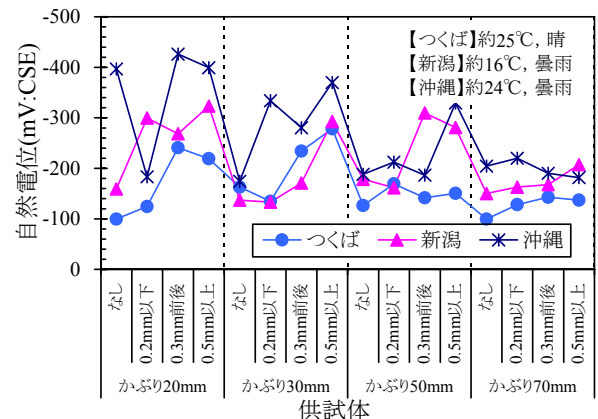 -500
-400
-300
-200
-100
0
自然電位(mV:CSE)
【つくば】約25℃, 晴
【新潟】約16℃, 曇雨
【沖縄】約24℃, 曇雨
つくば 新潟 沖縄
なし 0.2mm以下 0.3mm前後 0.5mm以上 なし 0.2mm以下 0.3mm前後 0.5mm以上 なし 0.2mm以下 0.3mm前後 0.5mm以上 なし 0.2mm以下 0.3mm前後 0.5mm以上
かぶり20mm かぶり30mm かぶり50mm かぶり70mm
供試体